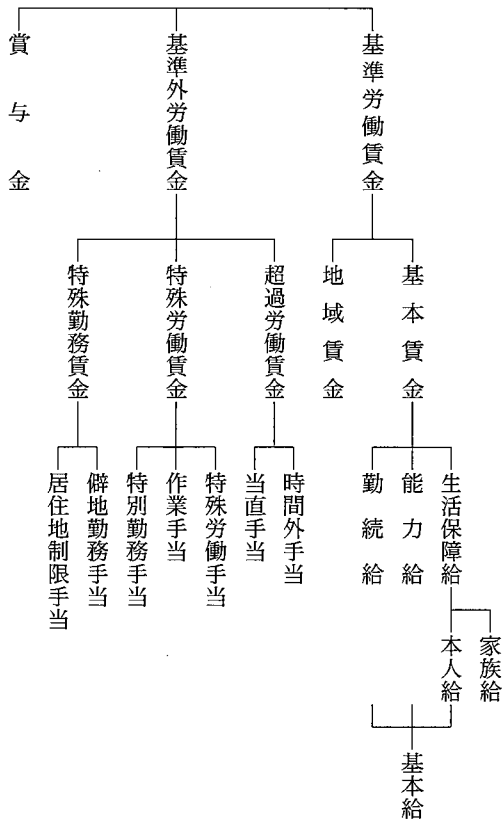 基準労働賃金
基準外労働賃金
賞与金
基本賃金
地域賃金
超過労働賃金
特殊労働賃金
特殊勤務賃金
生活保障給
能力給
勤続給
時間外手当
当直手当
特殊労働手当
作業手当
特別勤務手当
僻地勤務手当
居住地制限手当
家族給
本人給
基本給